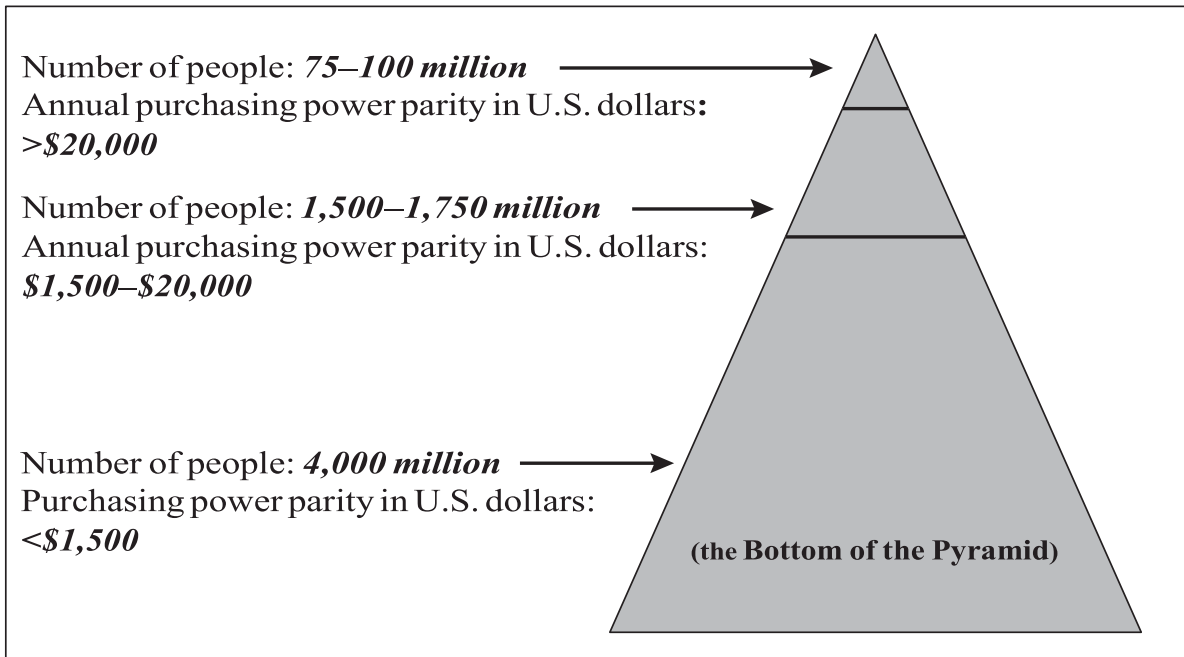 Number of people: 75–100 million
Annual purchasing power parity in U.S. dollars:
>$20,000
Number of people: 1,500–1,750 million
Annual purchasing power parity in U.S. dollars:
$1,500–$20,000
Number of people: 4,000 million
Purchasing power parity in U.S. dollars:
<$1,500
(the Bottom of the Pyramid)